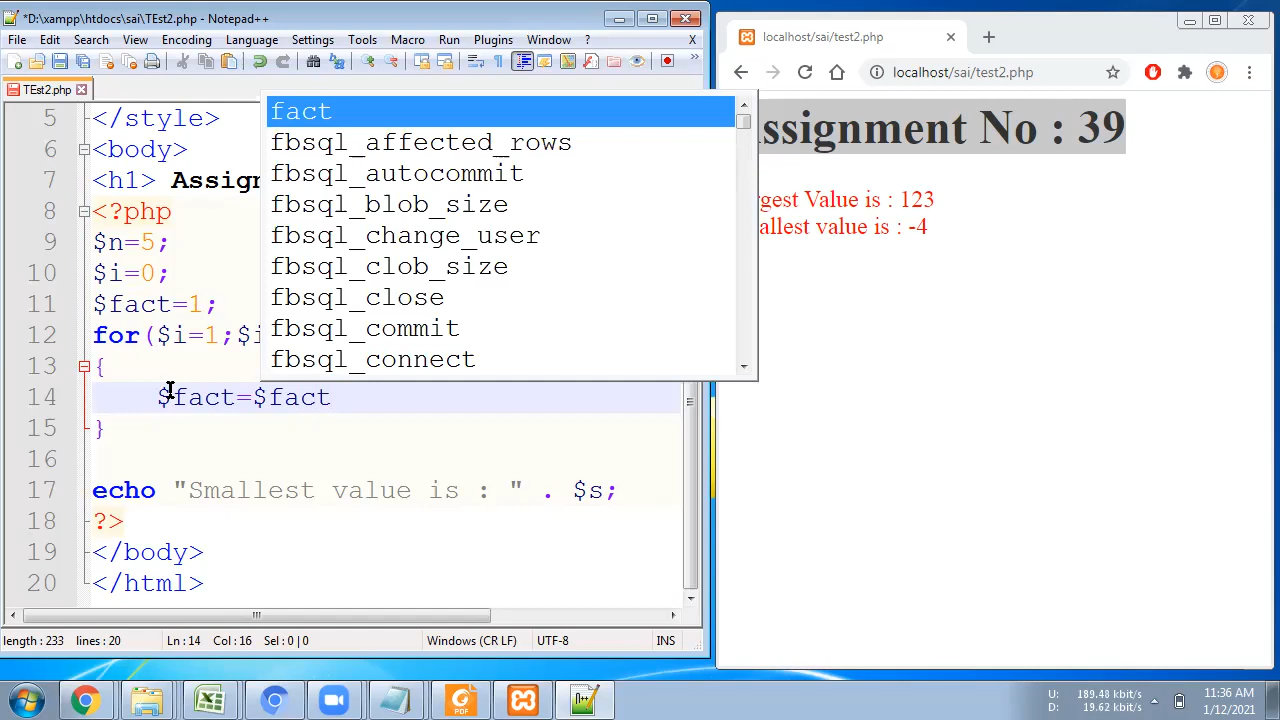 *D:\xampp\htdocs\sai\TEst2.php - Notepad++
File Edit Search View Encoding Language Settings Tools Macro Run Plugins Window ? X
TEst2.php
5 </style>
6 <body>
7 <h1> Assign
8 <?php
9 $n=5;
10 $i=0;
11 $fact=1;
12 for($i=1;$i
13 {
14 $fact=$fact
15 }
16
17 echo "Smallest value is : " . $s;
18 ?>
19 </body>
20 </html>
fact
fbsql_affected_rows
fbsql_autocommit
fbsql_blob_size
fbsql_change_user
fbsql_clob_size
fbsql_close
fbsql_commit
fbsql_connect
length : 233 lines : 20 Ln : 14 Col : 16 Sel : 0 | 0 Windows (CR LF) UTF-8 INS
localhost/sai/test2.php
localhost/sai/test2.php
ssignment No : 39
gest Value is : 123
allest value is : -4
PDF
U: 189.48 kbit/s
D: 19.62 kbit/s
11:36 AM
1/12/2021